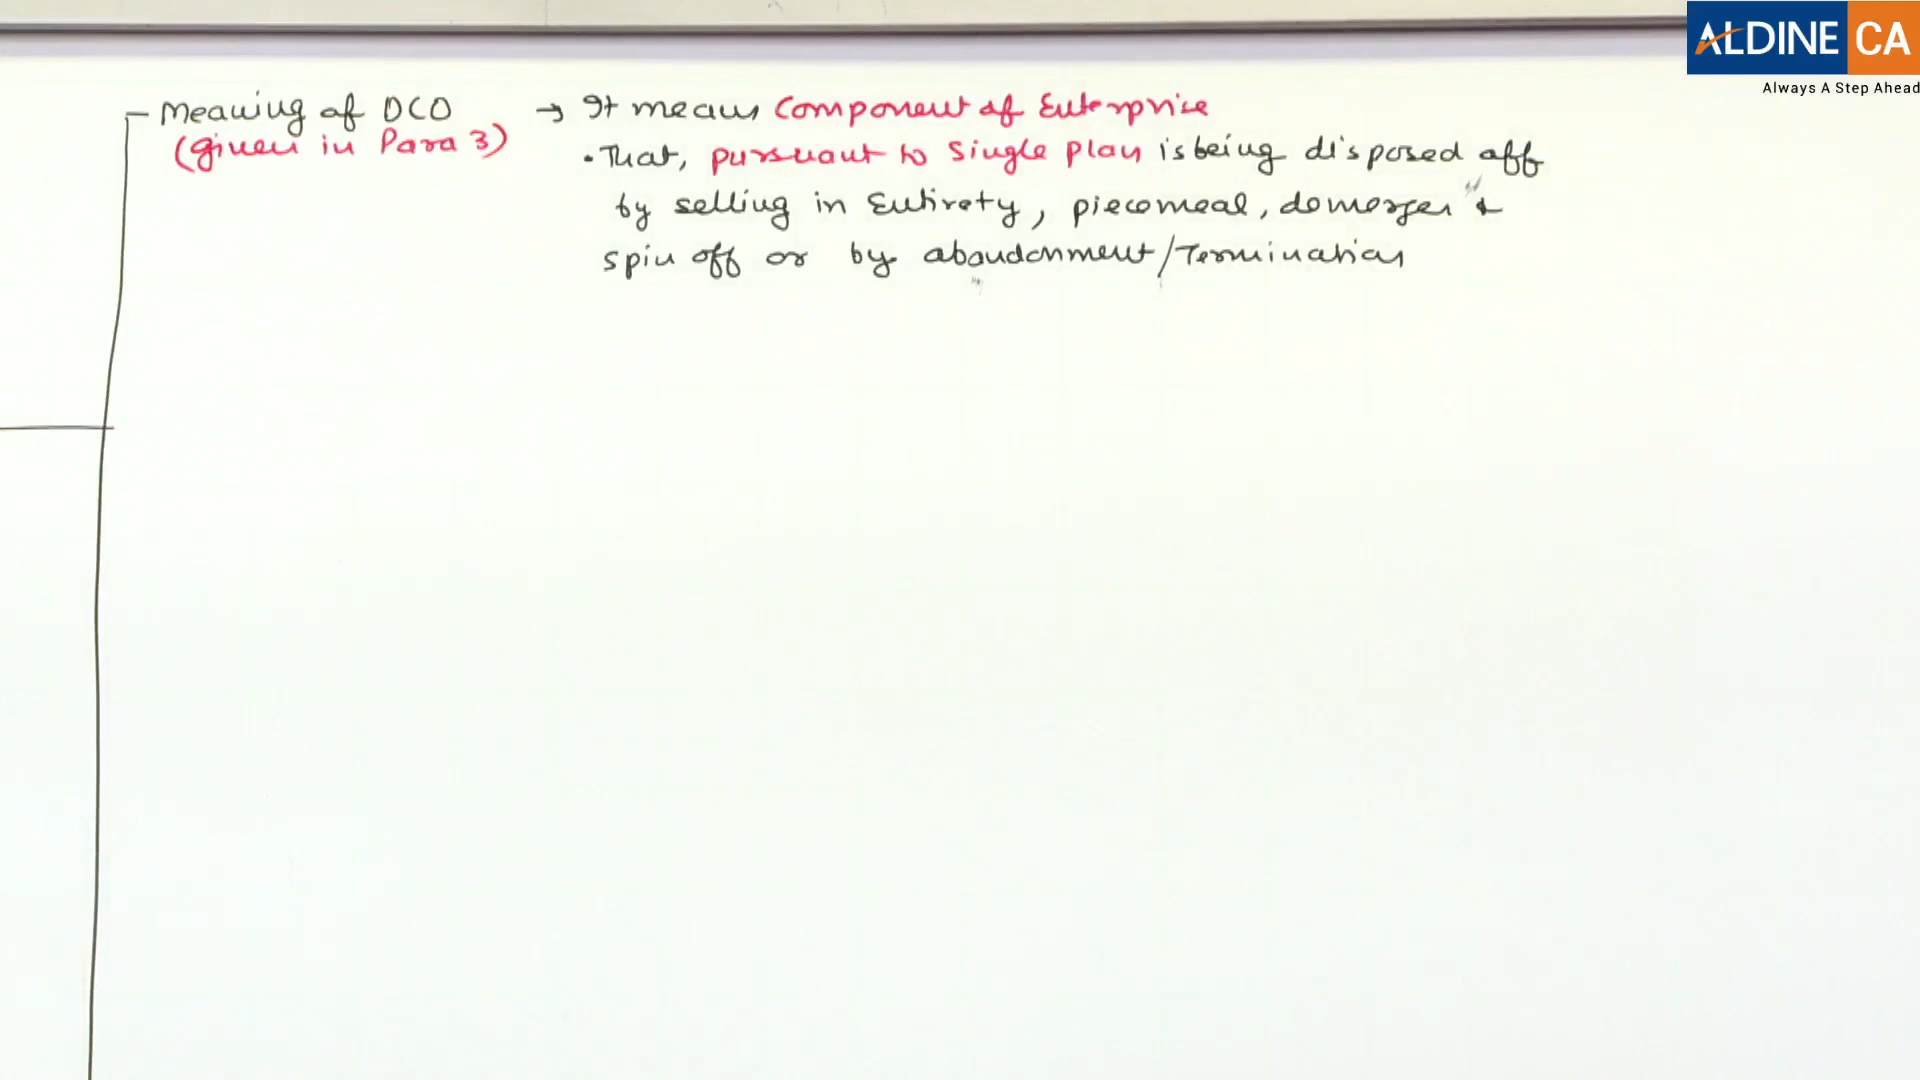 ALDINE CA
Always A Step Ahead
Meaning of DCO → It means Component of Enterprise
(given in Para 3)
• That, pursuant to Single plan is being disposed off
by selling in Entirety, piecemeal, demerger &
spin off or by abandonment/Termination